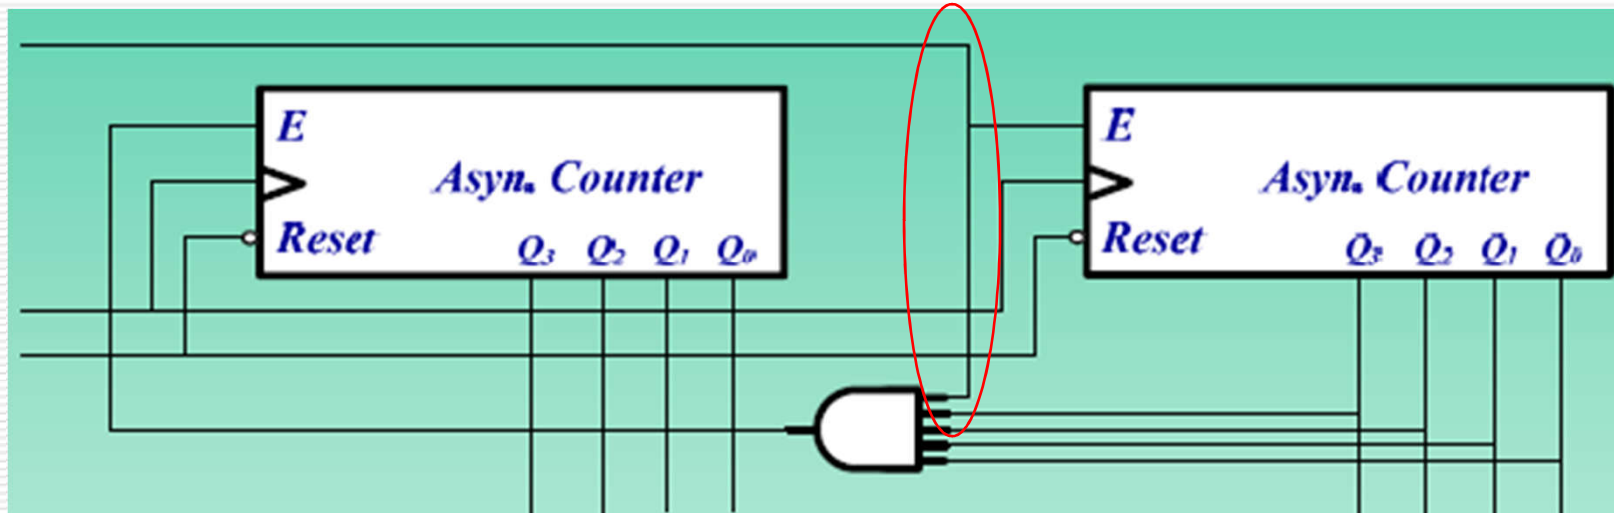 E
Asyn. Counter
Reset
Q3 Q2 Q1 Q0
E
Asyn. Counter
Reset
Q3 Q2 Q1 Q0